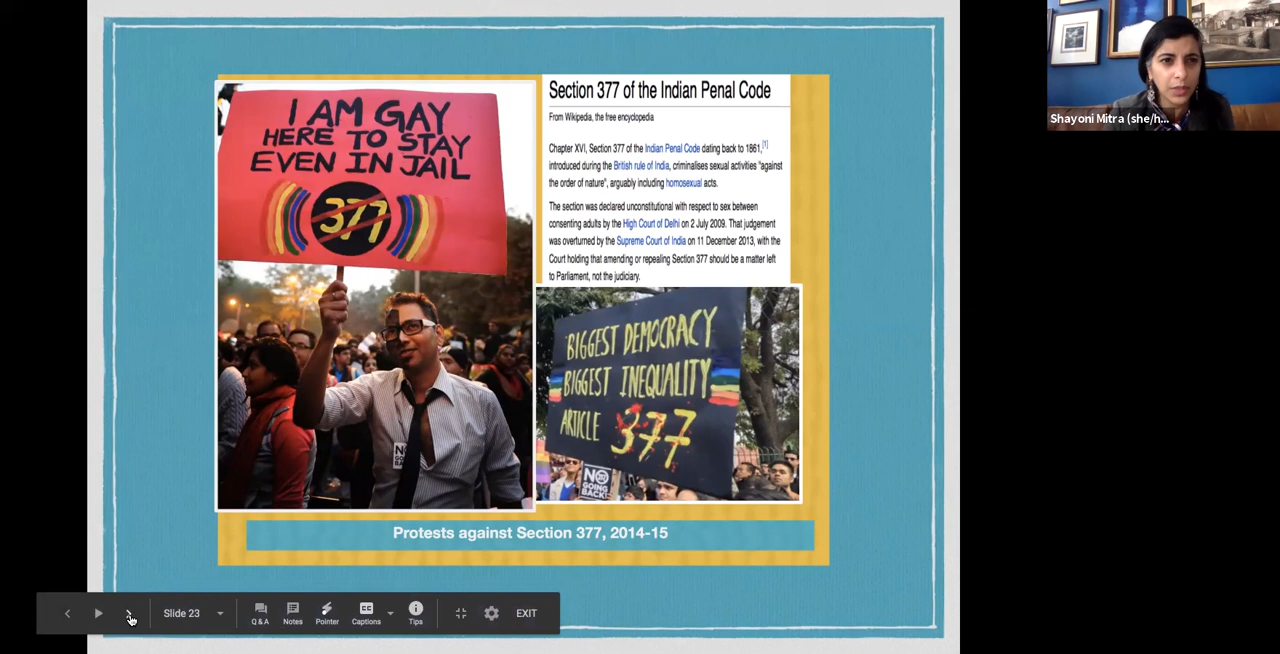 I AM GAY
HERE TO STAY
EVEN IN JAIL
377
NO
GOING
BACK
Section 377 of the Indian Penal Code
From Wikipedia, the free encyclopedia
Chapter XVI, Section 377 of the Indian Penal Code dating back to 1861,[1]
introduced during the British rule of India, criminalises sexual activities "against
the order of nature", arguably including homosexual acts.
The section was declared unconstitutional with respect to sex between
consenting adults by the High Court of Delhi on 2 July 2009. That judgement
was overturned by the Supreme Court of India on 11 December 2013, with the
Court holding that amending or repealing Section 377 should be a matter left
to Parliament, not the judiciary.
BIGGEST DEMOCRACY
BIGGEST INEQUALITY
ARTICLE 377
NO
GOING
BACK!
Protests against Section 377, 2014-15
Slide 23
Q & A
Notes
Pointer
CC
Captions
Tips
EXIT
Shayoni Mitra (she/h...